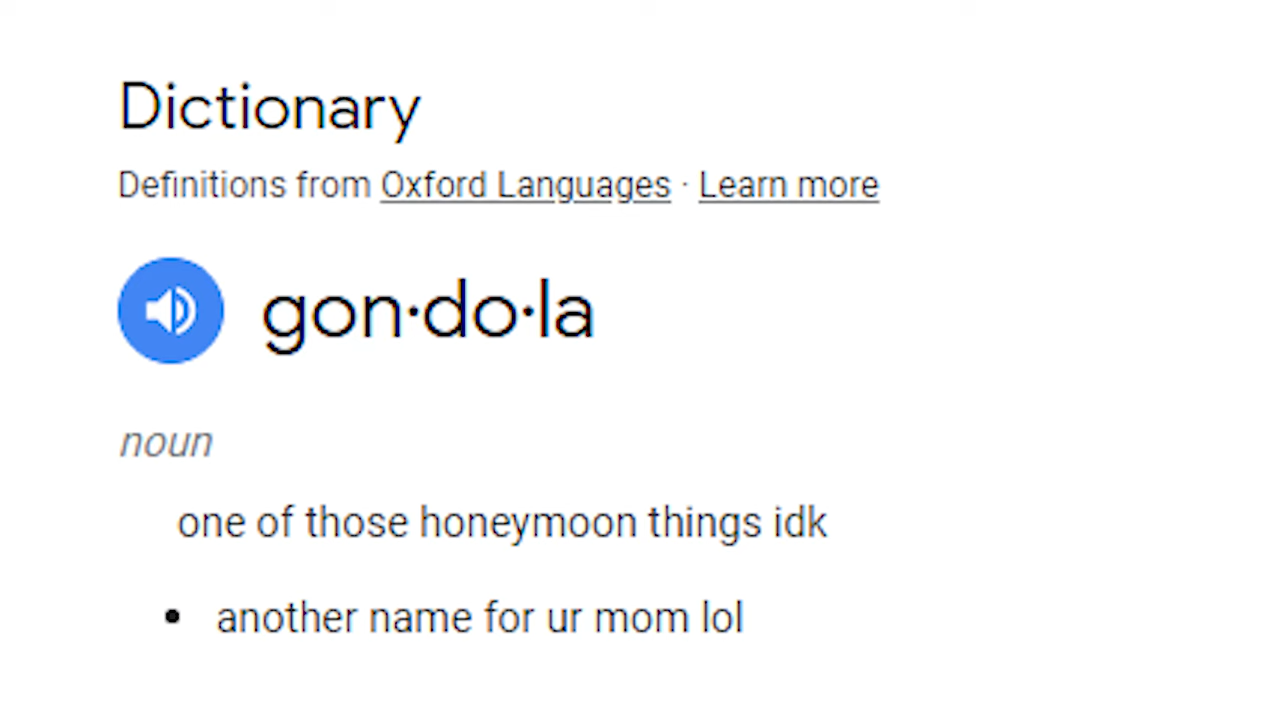 Dictionary
Definitions from Oxford Languages · Learn more
gon·do·la
noun
one of those honeymoon things idk
• another name for ur mom lol